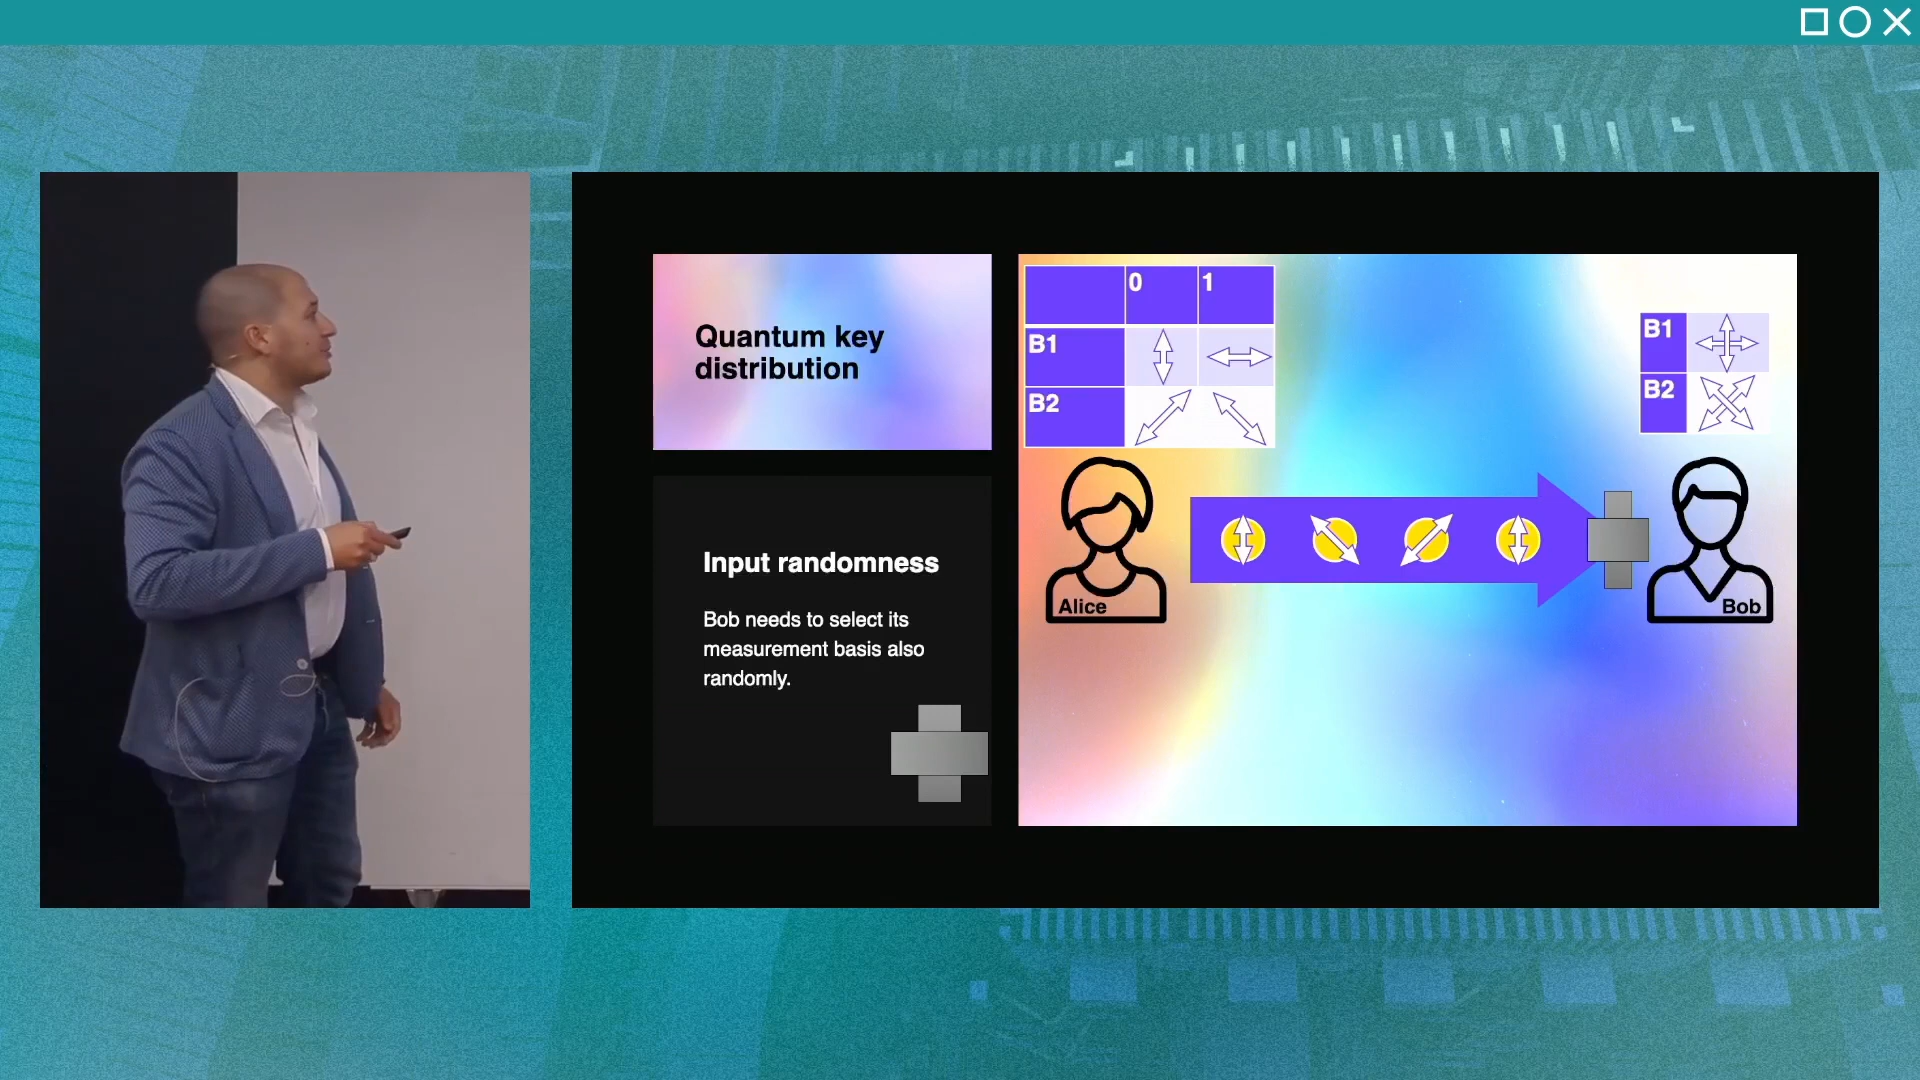 Quantum key
distribution
Input randomness
Bob needs to select its
measurement basis also
randomly.
0 1
B1
B2
B1
B2
Alice
Bob